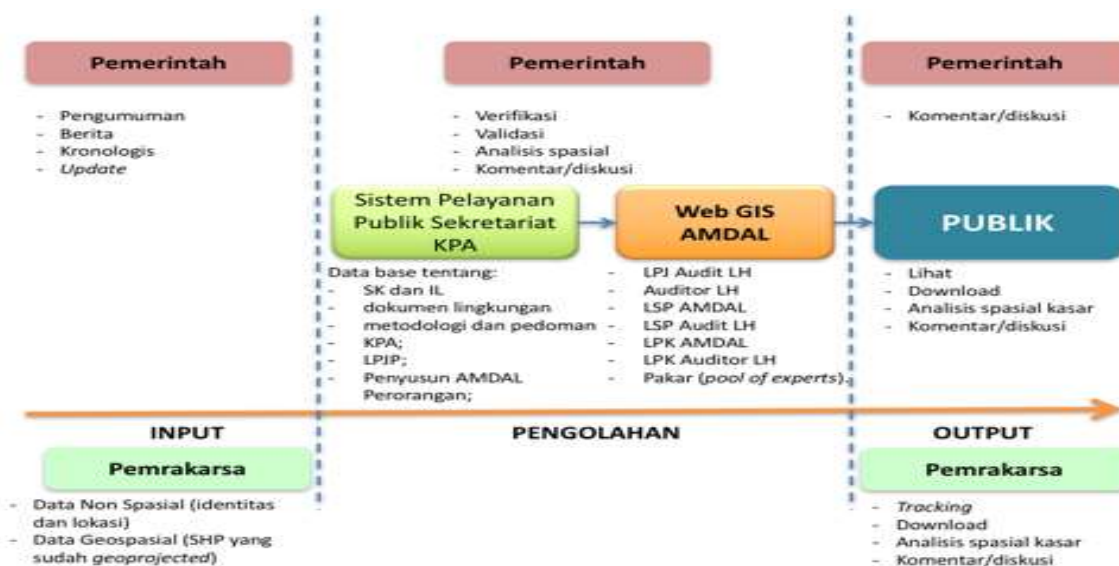 Pemerintah
- Pengumuman
- Berita
- Kronologis
- Update
Pemerintah
- Verifikasi
- Validasi
- Analisis spasial
- Komentar/diskusi
Pemerintah
- Komentar/diskusi
Sistem Pelayanan
Publik Sekretariat
KPA
Web GIS
AMDAL
PUBLIK
Data base tentang:
- SK dan IL
- dokumen lingkungan
- metodologi dan pedoman
- KPA;
- LPJP;
- Penyusun AMDAL
Perorangan;
- LPJ Audit LH
- Auditor LH
- LSP AMDAL
- LSP Audit LH
- LPK AMDAL
- LPK Auditor LH
- Pakar (pool of experts).
- Lihat
- Download
- Analisis spasial kasar
- Komentar/diskusi
INPUT
PENGOLAHAN
OUTPUT
Pemrakarsa
- Data Non Spasial (identitas
dan lokasi)
- Data Geospasial (SHP yang
sudah geoprojected)
Pemrakarsa
- Tracking
- Download
- Analisis spasial kasar
- Komentar/diskusi